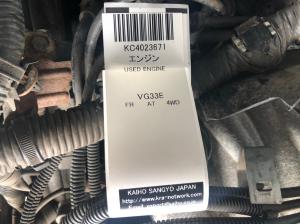 KC4023671
エンジン
USED ENGINE
VG33E
FR AT 4WD
KAIHO SANGYO JAPAN
www.kra-network.com